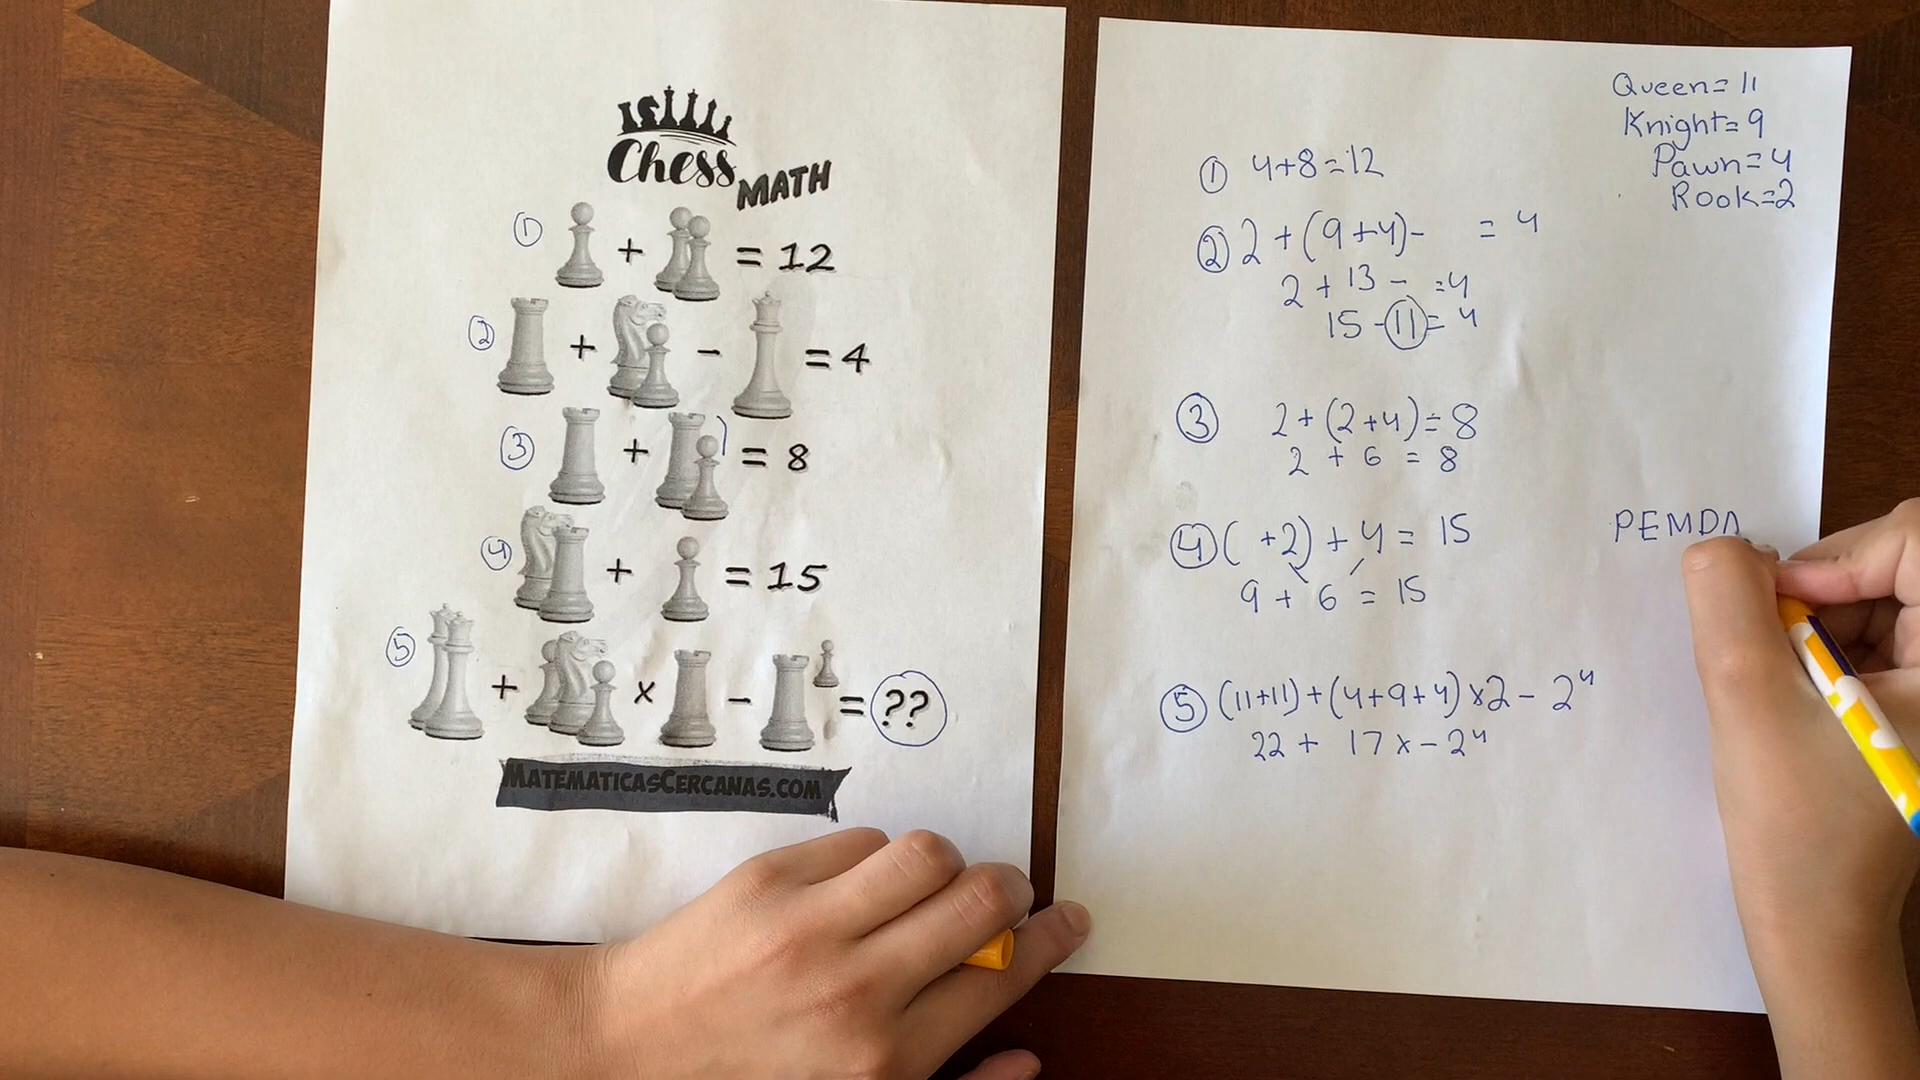 Chess
MATH
① + = 12
② + - = 4
③ + ) = 8
④ + = 15
⑤ + x - = ??
MATEMATICASCERCANAS.COM
Queen= 11
Knight= 9
Pawn= 4
Rook=2
① 4+8=12
② 2 + (9+4)- = 4
2 + 13 - =4
15 -11= 4
③ 2+(2+4)=8
2 + 6 = 8
④ ( +2) + 4 = 15
9 + 6 = 15
PEMDA
⑤ (11+11)+(4+9+4)x2-2⁴
22 + 17x-2⁴